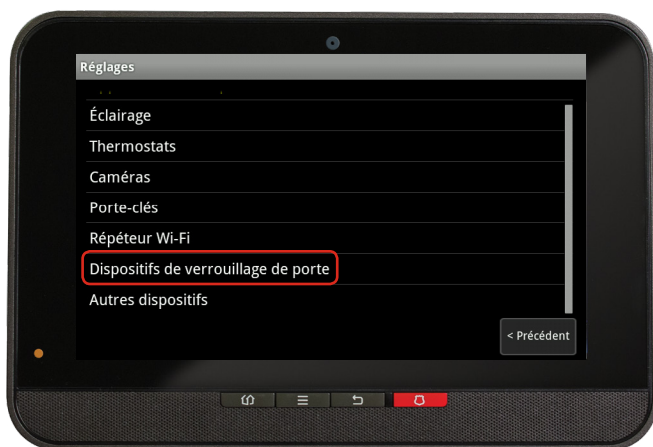 Réglages
Éclairage
Thermostats
Caméras
Porte-clés
Répéteur Wi-Fi
Dispositifs de verrouillage de porte
Autres dispositifs
< Précédent